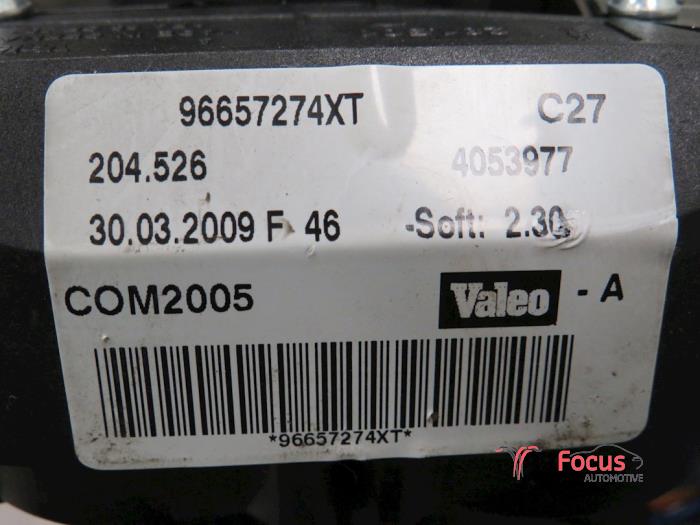 96657274XT C27
204.526 4053977
30.03.2009 F 46 -Soft: 2.30
COM2005 Valeo - A
*96657274XT*
Focus
AUTOMOTIVE